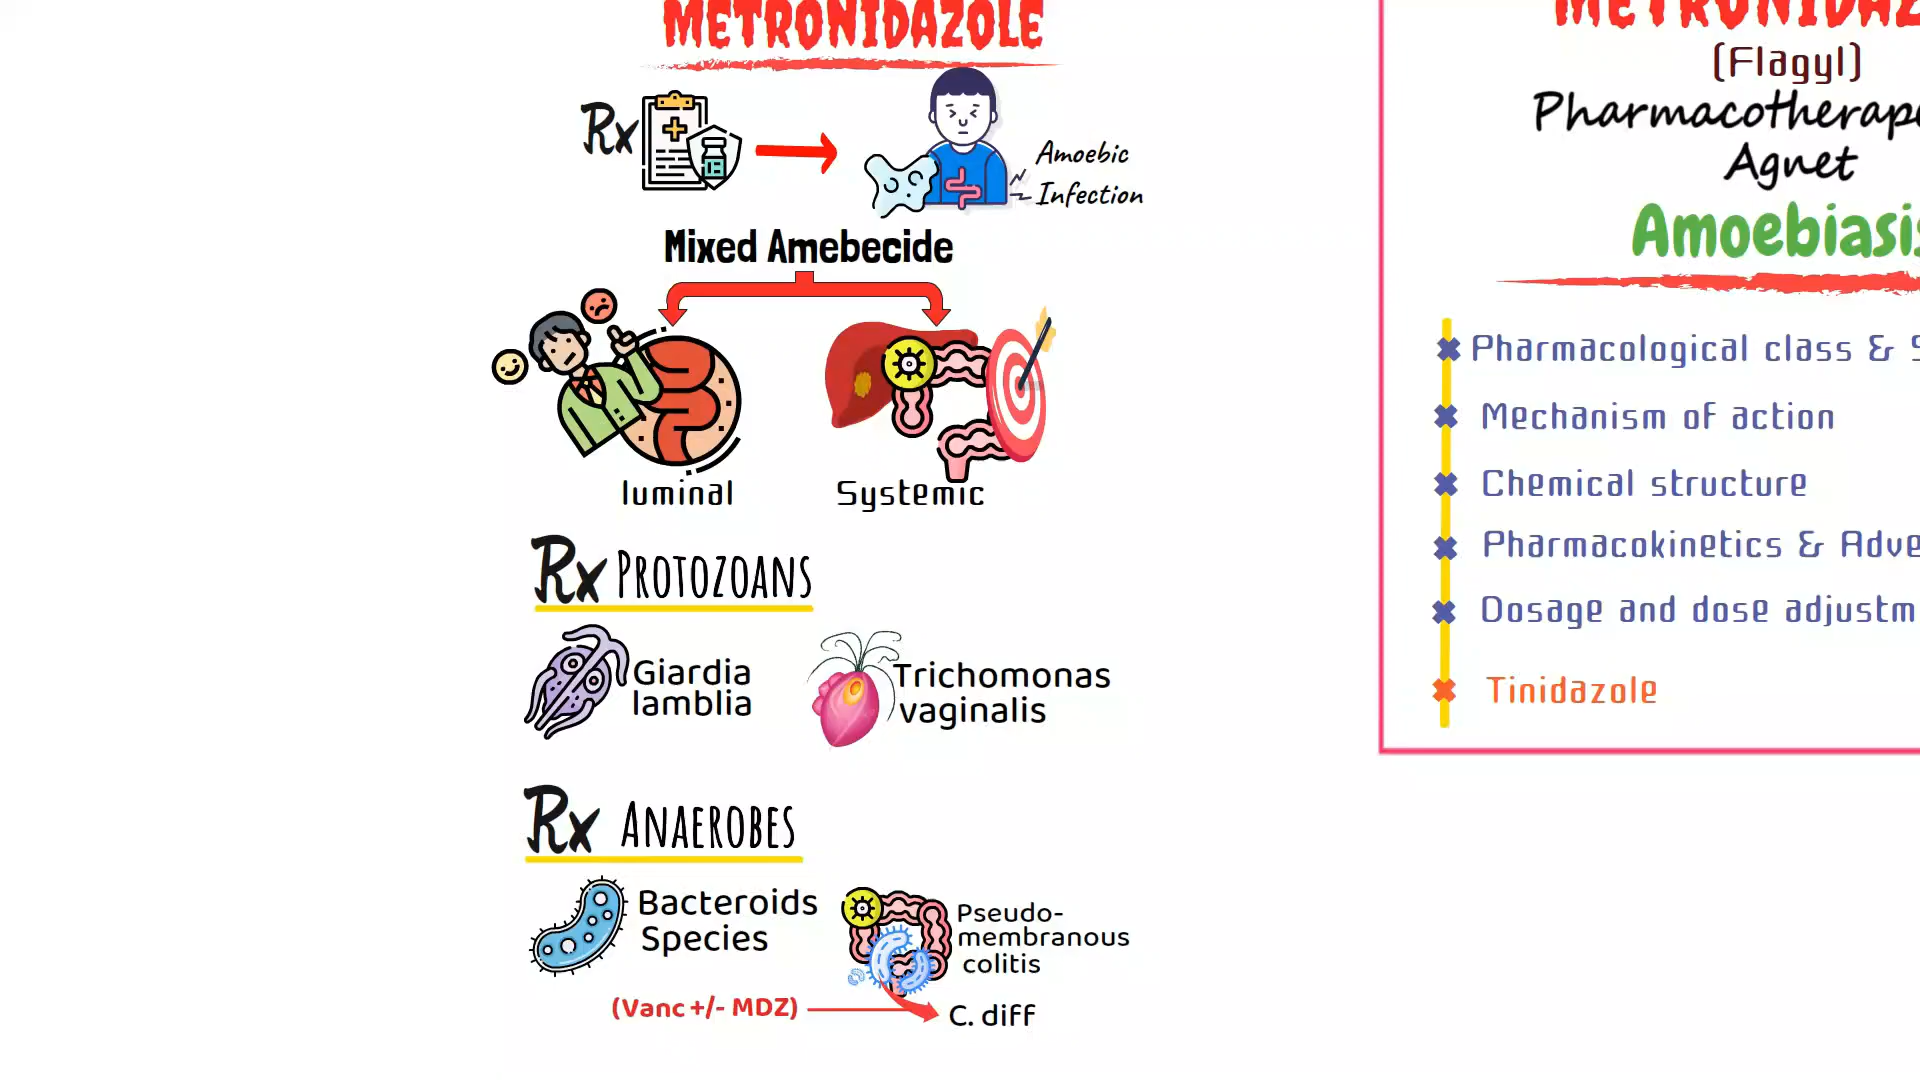 METRONIDAZOLE
Rx
Amoebic
Infection
Mixed Amebecide
luminal
Systemic
Rx PROTOZOANS
Giardia
lamblia
Trichomonas
vaginalis
Rx ANAEROBES
Bacteroids
Species
Pseudo-
membranous
colitis
(Vanc +/- MDZ)
C. diff
(Flagyl)
Agnet
Pharmacological class &
Mechanism of action
Chemical structure
Pharmacokinetics &
Dosage and dose
Tinidazole